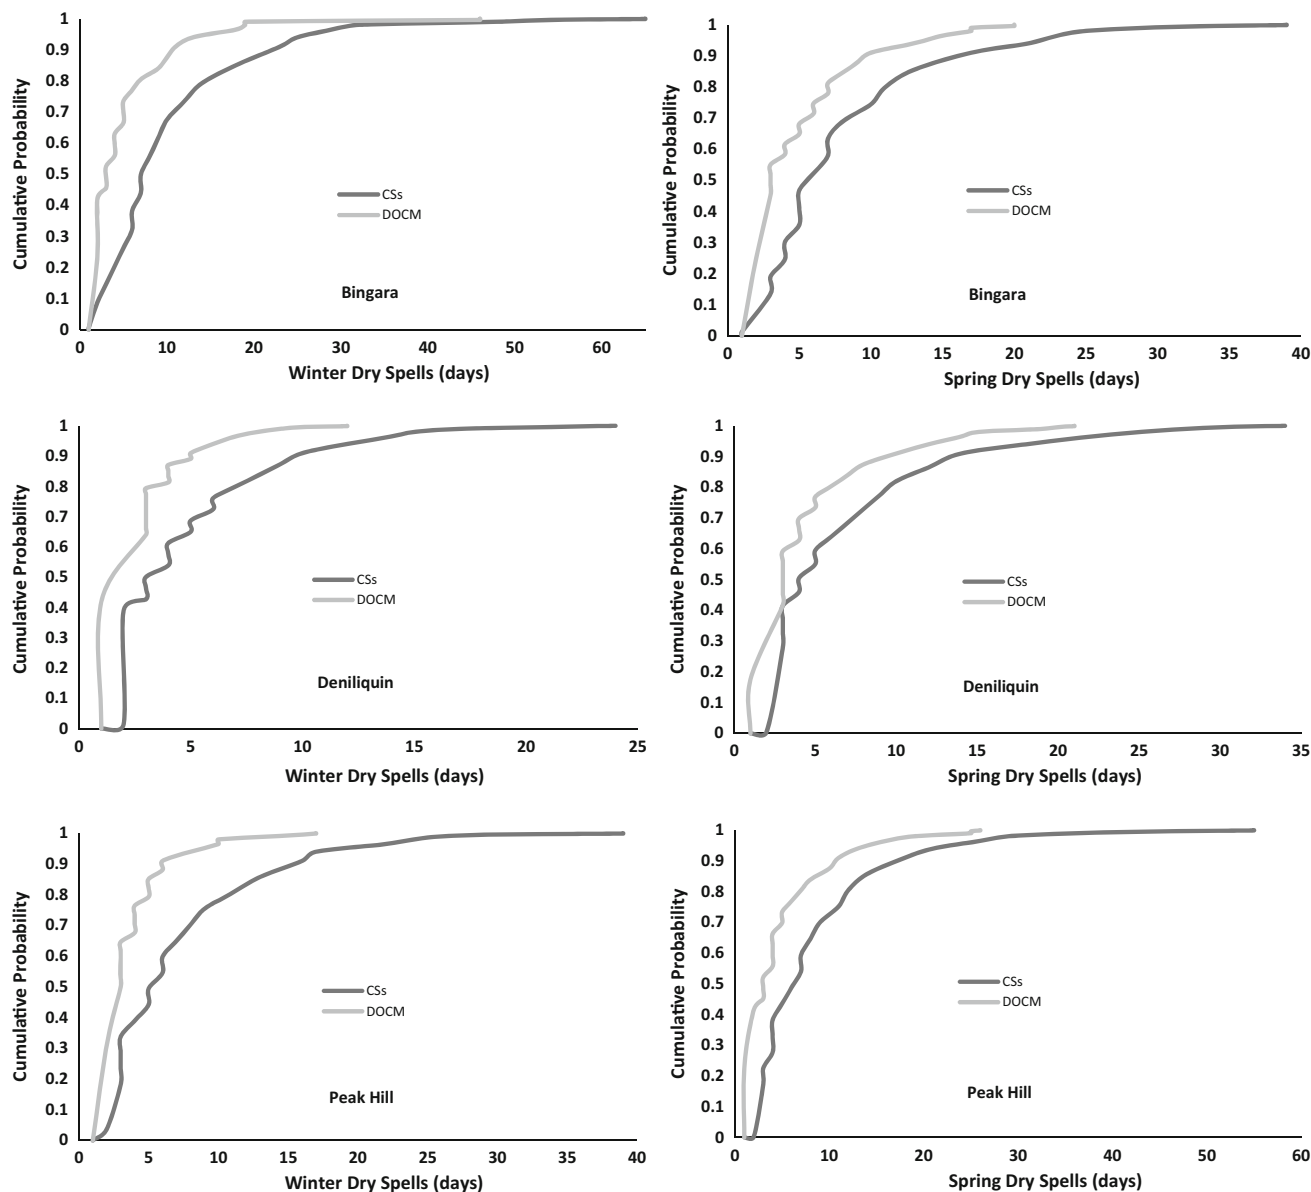 Cumulative Probability
1
0.9
0.8
0.7
0.6
0.5
0.4
0.3
0.2
0.1
0
CSs
DOCM
Bingara
0 10 20 30 40 50 60
Winter Dry Spells (days)
Cumulative Probability
1
0.9
0.8
0.7
0.6
0.5
0.4
0.3
0.2
0.1
0
CSs
DOCM
Bingara
0 5 10 15 20 25 30 35 40
Spring Dry Spells (days)
Cumulative Probability
1
0.9
0.8
0.7
0.6
0.5
0.4
0.3
0.2
0.1
0
CSs
DOCM
Deniliquin
0 5 10 15 20 25
Winter Dry Spells (days)
Cumulative Probability
1
0.9
0.8
0.7
0.6
0.5
0.4
0.3
0.2
0.1
0
CSs
DOCM
Deniliquin
0 5 10 15 20 25 30 35
Spring Dry Spells (days)
Cumulative Probability
1
0.9
0.8
0.7
0.6
0.5
0.4
0.3
0.2
0.1
0
CSs
DOCM
Peak Hill
0 5 10 15 20 25 30 35 40
Winter Dry Spells (days)
Cumulative Probability
1
0.9
0.8
0.7
0.6
0.5
0.4
0.3
0.2
0.1
0
CSs
DOCM
Peak Hill
0 10 20 30 40 50 60
Spring Dry Spells (days)